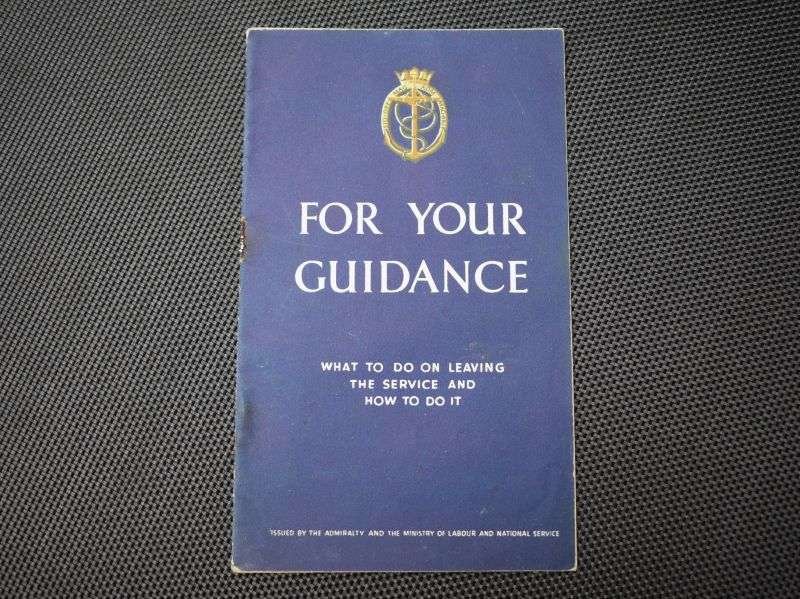 FOR YOUR
GUIDANCE
WHAT TO DO ON LEAVING
THE SERVICE AND
HOW TO DO IT
ISSUED BY THE ADMIRALTY AND THE MINISTRY OF LABOUR AND NATIONAL SERVICE